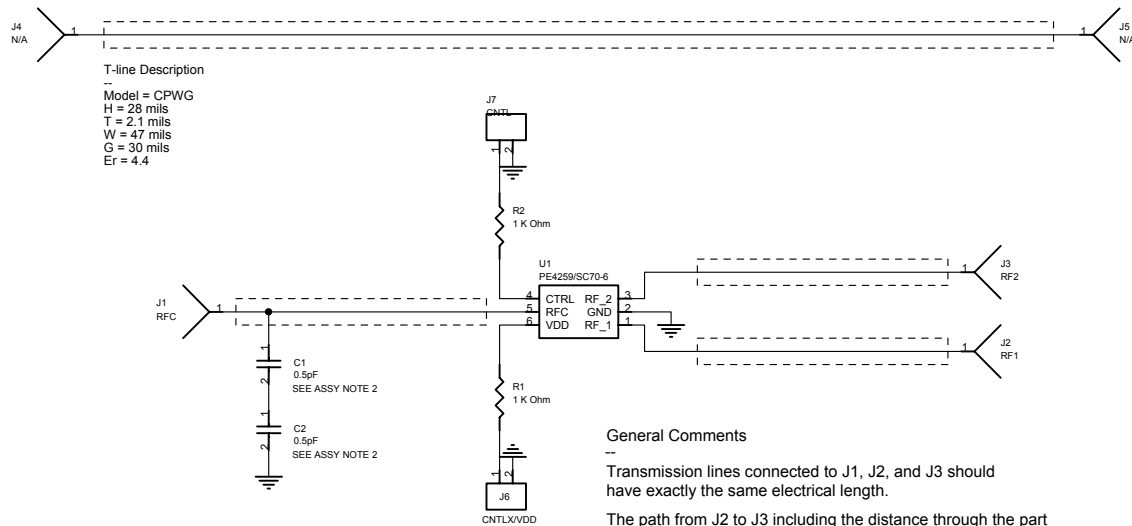 J4
N/A
1
1
J5
N/A
T-line Description
--
Model = CPWG
H = 28 mils
T = 2.1 mils
W = 47 mils
G = 30 mils
Er = 4.4
J7
CNTL
1
2
R2
1 K Ohm
U1
PE4259/SC70-6
4
CTRL
RF_2
3
5
RFC
GND
2
6
VDD
RF_1
1
1
J3
RF2
J1
RFC
1
1
J2
RF1
1
C1
0.5pF
2
SEE ASSY NOTE 2
R1
1 K Ohm
1
C2
0.5pF
2
SEE ASSY NOTE 2
1
2
J6
CNTLX/VDD
General Comments
--
Transmission lines connected to J1, J2, and J3 should
have exactly the same electrical length.
The path from J2 to J3 including the distance through the part